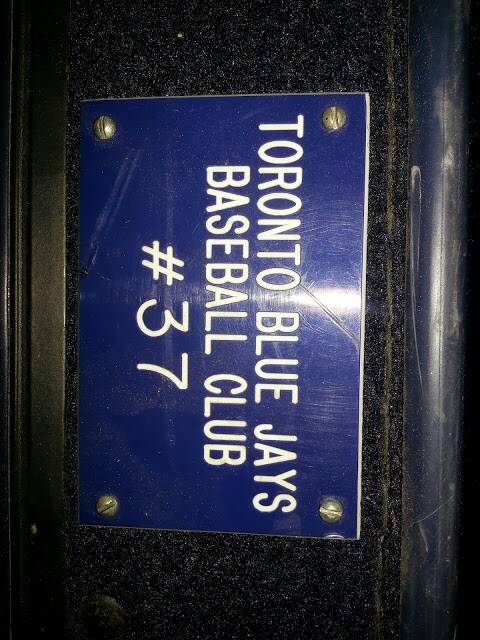 TORONTO BLUE JAYS
BASEBALL CLUB
#37